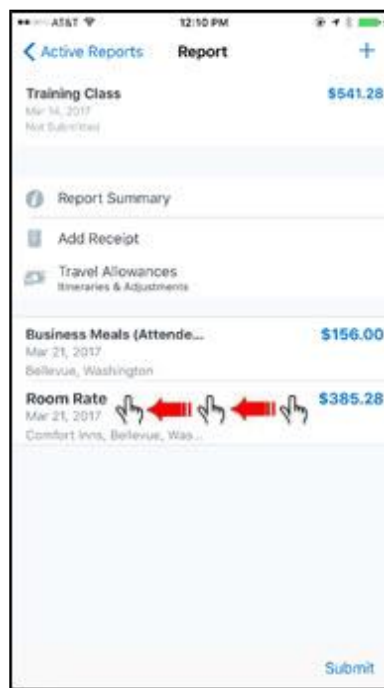 AT&T 12:10 PM
Active Reports Report +
Training Class $541.28
Mar 14, 2017
Not Submitted
Report Summary
Add Receipt
Travel Allowances
Itineraries & Adjustments
Business Meals (Attende... $156.00
Mar 21, 2017
Bellevue, Washington
Room Rate $385.28
Mar 21, 2017
Comfort Inns, Bellevue, Was...
Submit